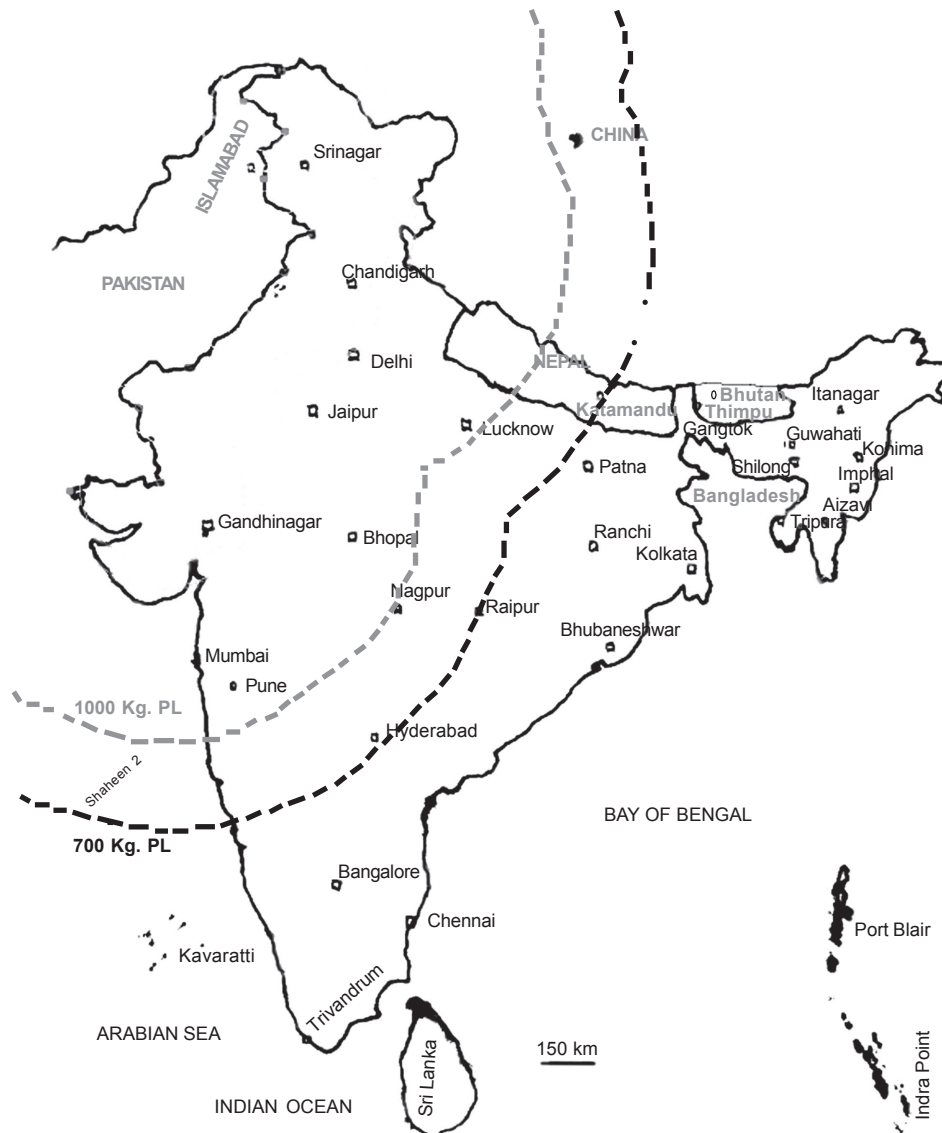 CHINA
Srinagar
ISLAMABAD
Chandigarh
PAKISTAN
Delhi
NEPAL
Jaipur
Katamandu
Bhutan
Thimpu
Itanagar
Lucknow
Gangtok
Guwahati
Kohima
Patna
Shilong
Imphal
Bangladesh
Aizavl
Gandhinagar
Bhopal
Ranchi
Tripura
Kolkata
Nagpur
Raipur
Bhubaneshwar
Mumbai
Pune
1000 Kg. PL
Hyderabad
Shaheen 2
700 Kg. PL
BAY OF BENGAL
Bangalore
Chennai
Port Blair
Kavaratti
Trivandrum
ARABIAN SEA
150 km
Sri Lanka
Indra Point
INDIAN OCEAN